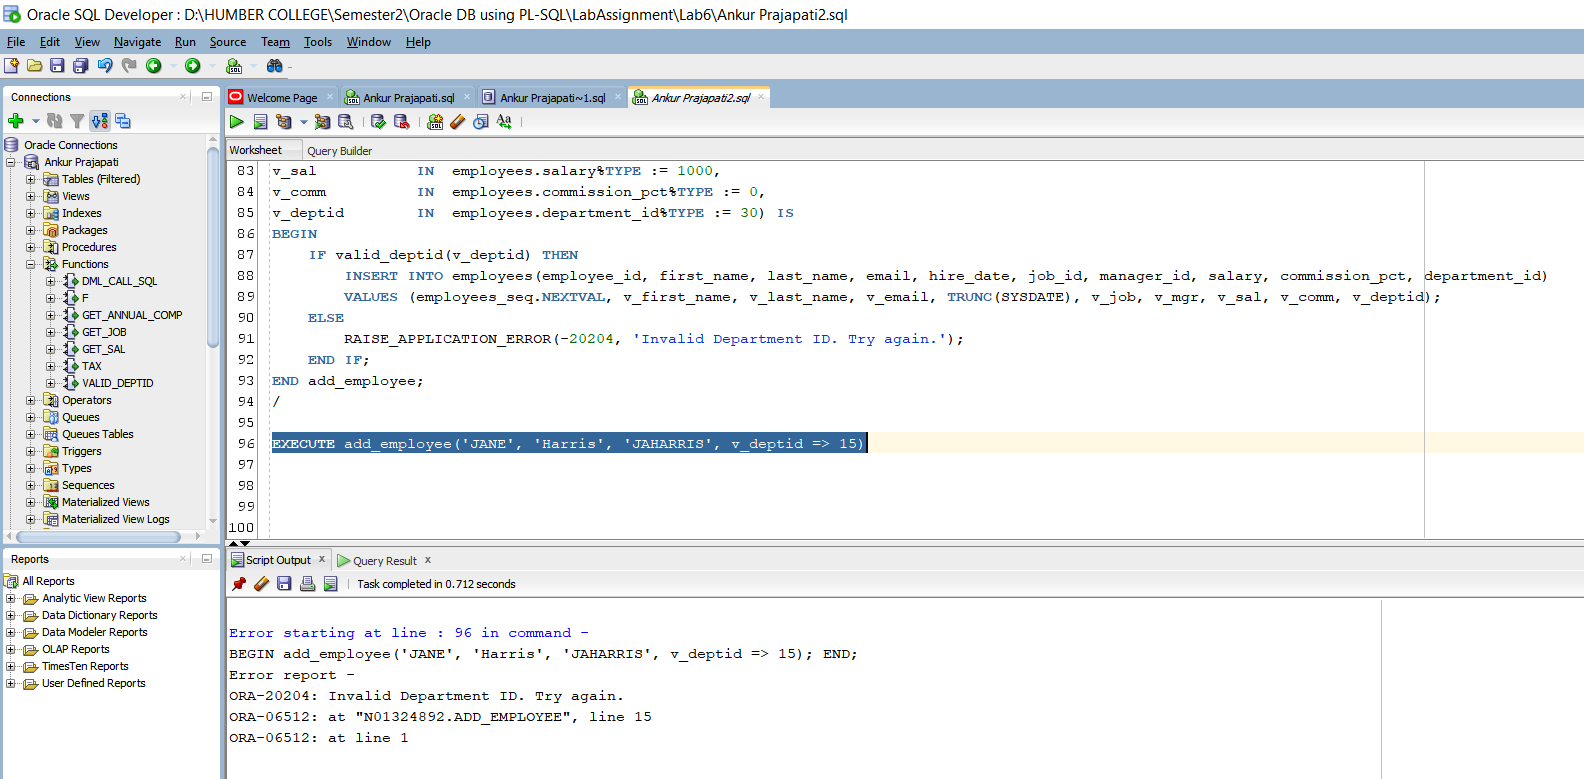 Oracle SQL Developer : D:\HUMBER COLLEGE\Semester2\Oracle DB using PL-SQL\LabAssignment\Lab6\Ankur Prajapati2.sql
File Edit View Navigate Run Source Team Tools Window Help
Connections
Oracle Connections
Ankur Prajapati
Tables (Filtered)
Views
Indexes
Packages
Procedures
Functions
DML_CALL_SQL
F
GET_ANNUAL_COMP
GET_JOB
GET_SAL
TAX
VALID_DEPTID
Operators
Queues
Queues Tables
Triggers
Types
Sequences
Materialized Views
Materialized View Logs
Reports
All Reports
Analytic View Reports
Data Dictionary Reports
Data Modeler Reports
OLAP Reports
TimesTen Reports
User Defined Reports
Welcome Page Ankur Prajapati.sql Ankur Prajapati~1.sql Ankur Prajapati2.sql
Worksheet Query Builder
83 v_sal IN employees.salary%TYPE := 1000,
84 v_comm IN employees.commission_pct%TYPE := 0,
85 v_deptid IN employees.department_id%TYPE := 30) IS
86 BEGIN
87 IF valid_deptid(v_deptid) THEN
88 INSERT INTO employees(employee_id, first_name, last_name, email, hire_date, job_id, manager_id, salary, commission_pct, department_id)
89 VALUES (employees_seq.NEXTVAL, v_first_name, v_last_name, v_email, TRUNC(SYSDATE), v_job, v_mgr, v_sal, v_comm, v_deptid);
90 ELSE
91 RAISE_APPLICATION_ERROR(-20204, 'Invalid Department ID. Try again.');
92 END IF;
93 END add_employee;
94 /
95
96 EXECUTE add_employee('JANE', 'Harris', 'JAHARRIS', v_deptid => 15)
97
98
99
100
Script Output x Query Result x
Task completed in 0.712 seconds
Error starting at line : 96 in command -
BEGIN add_employee('JANE', 'Harris', 'JAHARRIS', v_deptid => 15); END;
Error report -
ORA-20204: Invalid Department ID. Try again.
ORA-06512: at "N01324892.ADD_EMPLOYEE", line 15
ORA-06512: at line 1